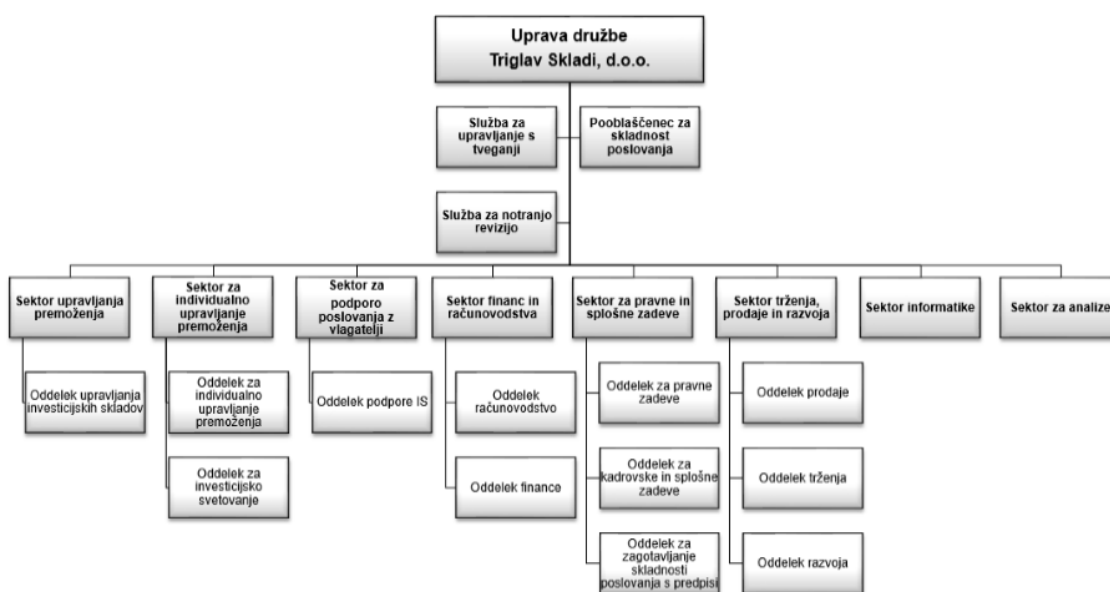 Uprava družbe
Triglav Skladi, d.o.o.
Služba za
upravljanje s
tveganji
Pooblaščenec za
skladnost
poslovanja
Služba za notranjo
revizijo
Sektor upravljanja
premoženja
Sektor za
individualno
upravljanje
premoženja
Sektor za
podporo
poslovanja z
vlagatelji
Sektor financ in
računovodstva
Sektor za pravne in
splošne zadeve
Sektor trženja,
prodaje in razvoja
Sektor informatike
Sektor za analize
Oddelek upravljanja
investicijskih skladov
Oddelek za
individualno
upravljanje
premoženja
Oddelek za
investicijsko
svetovanje
Oddelek podpore IS
Oddelek
računovodstvo
Oddelek finance
Oddelek za pravne
zadeve
Oddelek za
kadrovske in splošne
zadeve
Oddelek za
zagotavljanje
skladnosti
poslovanja s predpisi
Oddelek prodaje
Oddelek trženja
Oddelek razvoja